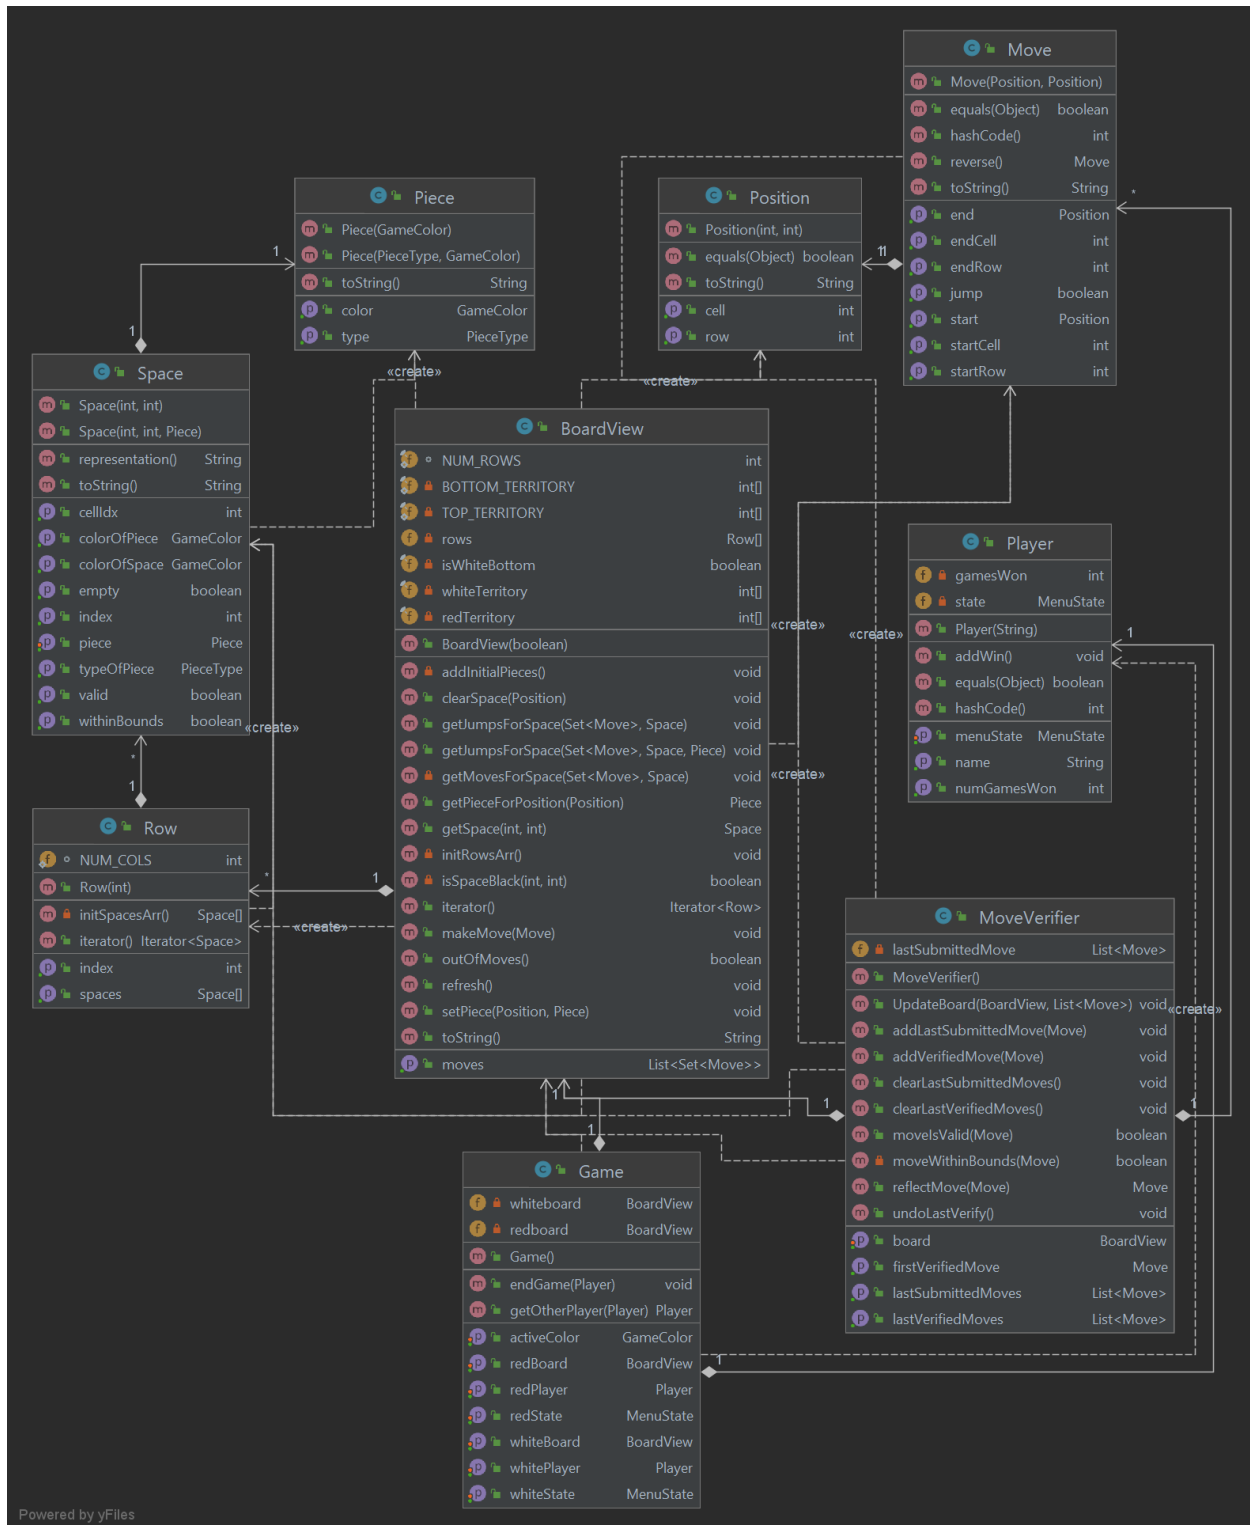 Move
Move(Position, Position)
equals(Object) boolean
hashCode() int
reverse() Move
toString() String
end Position
endCell int
endRow int
jump boolean
start Position
startCell int
startRow int
*
Piece
Piece(GameColor)
Piece(PieceType, GameColor)
toString() String
color GameColor
type PieceType
1
1
Position
Position(int, int)
equals(Object) boolean
toString() String
cell int
row int
11
«create»
«create»
Space
Space(int, int)
Space(int, int, Piece)
representation() String
toString() String
cellIdx int
colorOfPiece GameColor
colorOfSpace GameColor
empty boolean
index int
piece Piece
typeOfPiece PieceType
valid boolean
withinBounds boolean
«create»
*
1
BoardView
NUM_ROWS int
BOTTOM_TERRITORY int[]
TOP_TERRITORY int[]
rows Row[]
isWhiteBottom boolean
whiteTerritory int[]
redTerritory int[]
BoardView(boolean)
addInitialPieces() void
clearSpace(Position) void
getJumpsForSpace(Set<Move>, Space) void
getJumpsForSpace(Set<Move>, Space, Piece) void
getMovesForSpace(Set<Move>, Space) void
getPieceForPosition(Position) Piece
getSpace(int, int) Space
initRowsArr() void
isSpaceBlack(int, int) boolean
iterator() Iterator<Row>
makeMove(Move) void
outOfMoves() boolean
refresh() void
setPiece(Position, Piece) void
toString() String
moves List<Set<Move>>
«create»
«create»
«create»
Player
gamesWon int
state MenuState
Player(String)
addWin() void
equals(Object) boolean
hashCode() int
menuState MenuState
name String
numGamesWon int
1
Row
NUM_COLS int
Row(int)
initSpacesArr() Space[]
iterator() Iterator<Space>
index int
spaces Space[]
*
1
«create»
MoveVerifier
lastSubmittedMove List<Move>
MoveVerifier()
UpdateBoard(BoardView, List<Move>) void
addLastSubmittedMove(Move) void
addVerifiedMove(Move) void
clearLastSubmittedMoves() void
clearLastVerifiedMoves() void
moveIsValid(Move) boolean
moveWithinBounds(Move) boolean
reflectMove(Move) Move
undoLastVerify() void
board BoardView
firstVerifiedMove Move
lastSubmittedMoves List<Move>
lastVerifiedMoves List<Move>
«create»
1
1
1
1
Game
whiteboard BoardView
redboard BoardView
Game()
endGame(Player) void
getOtherPlayer(Player) Player
activeColor GameColor
redBoard BoardView
redPlayer Player
redState MenuState
whiteBoard BoardView
whitePlayer Player
whiteState MenuState
1
Powered by yFiles